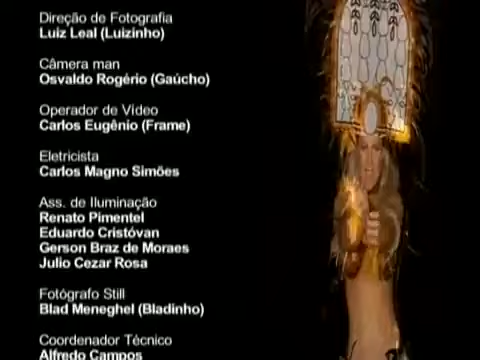 Direção de Fotografia
Luiz Leal (Luizinho)
Câmera man
Osvaldo Rogério (Gaúcho)
Operador de Vídeo
Carlos Eugênio (Frame)
Eletricista
Carlos Magno Simões
Ass. de Iluminação
Renato Pimentel
Eduardo Cristóvan
Gerson Braz de Moraes
Julio Cezar Rosa
Fotógrafo Still
Blad Meneghel (Bladinho)
Coordenador Técnico
Alfredo Campos